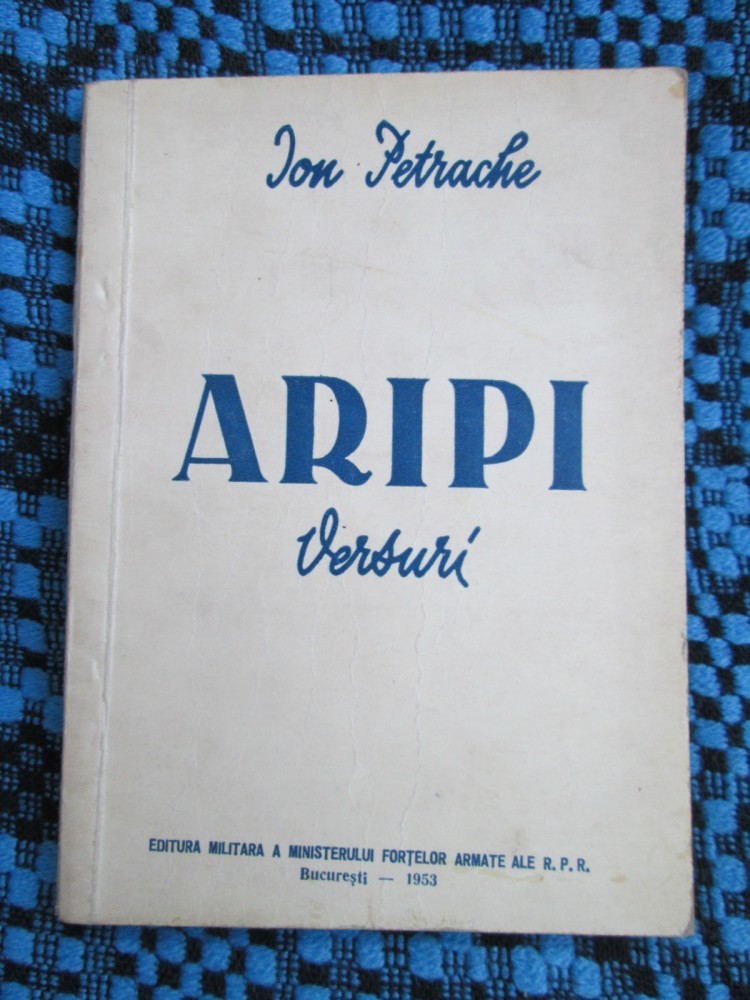 Ion Petrache
ARIPI
Versuri
EDITURA MILITARA A MINISTERULUI FORȚELOR ARMATE ALE R. P. R.
București — 1953